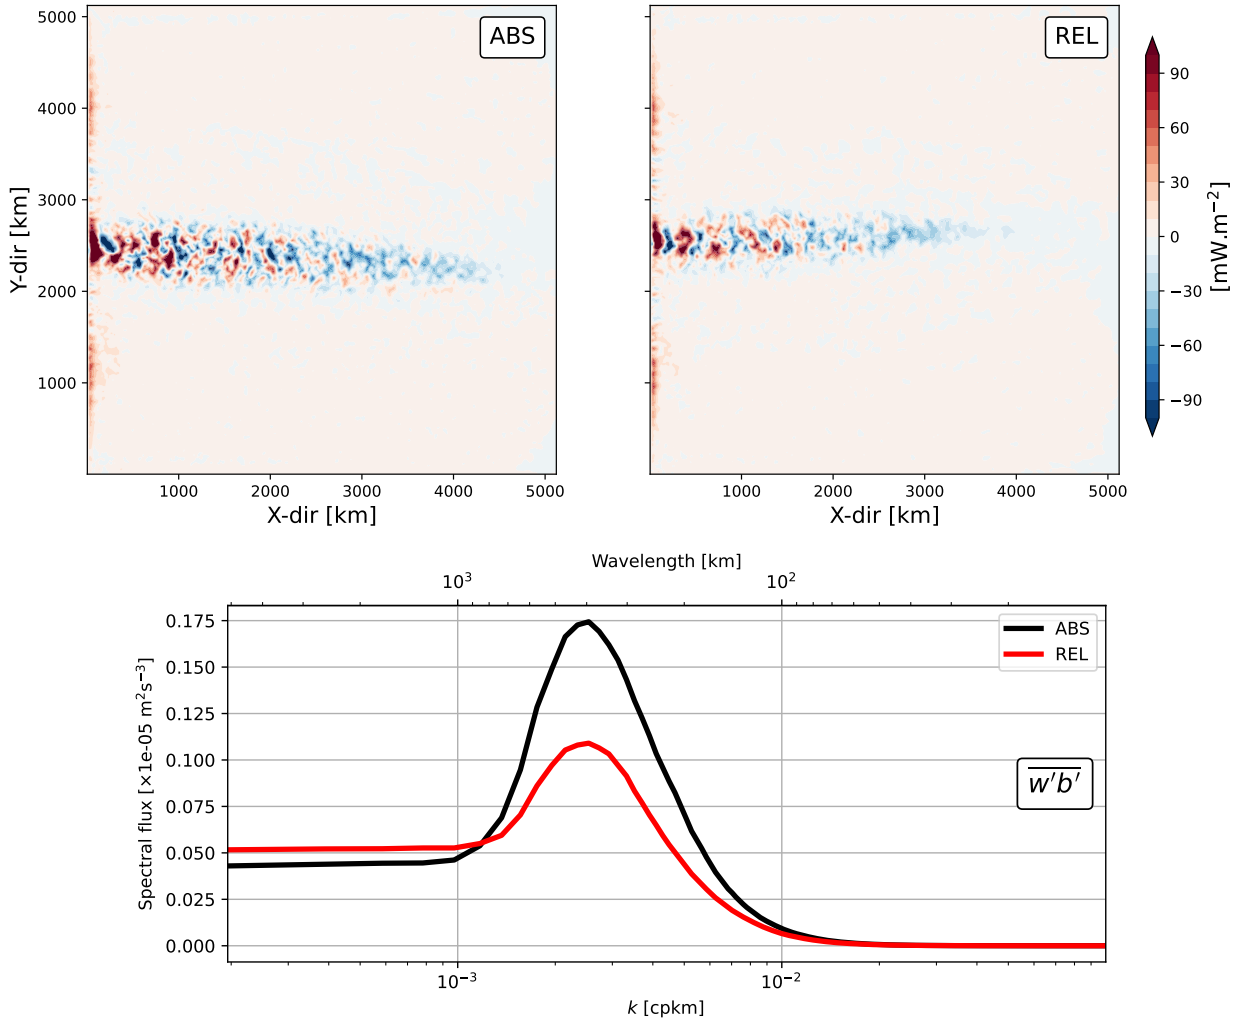 ABS
REL
5000
4000
3000
2000
1000
Y-dir [km]
1000 2000 3000 4000 5000
X-dir [km]
1000 2000 3000 4000 5000
X-dir [km]
90
60
30
0
−30
−60
−90
[mW.m⁻²]
Wavelength [km]
10³ 10²
0.175
0.150
0.125
0.100
0.075
0.050
0.025
0.000
Spectral flux [×1e-05 m²s⁻³]
ABS
REL
w′b′
10⁻³ 10⁻²
k [cpkm]